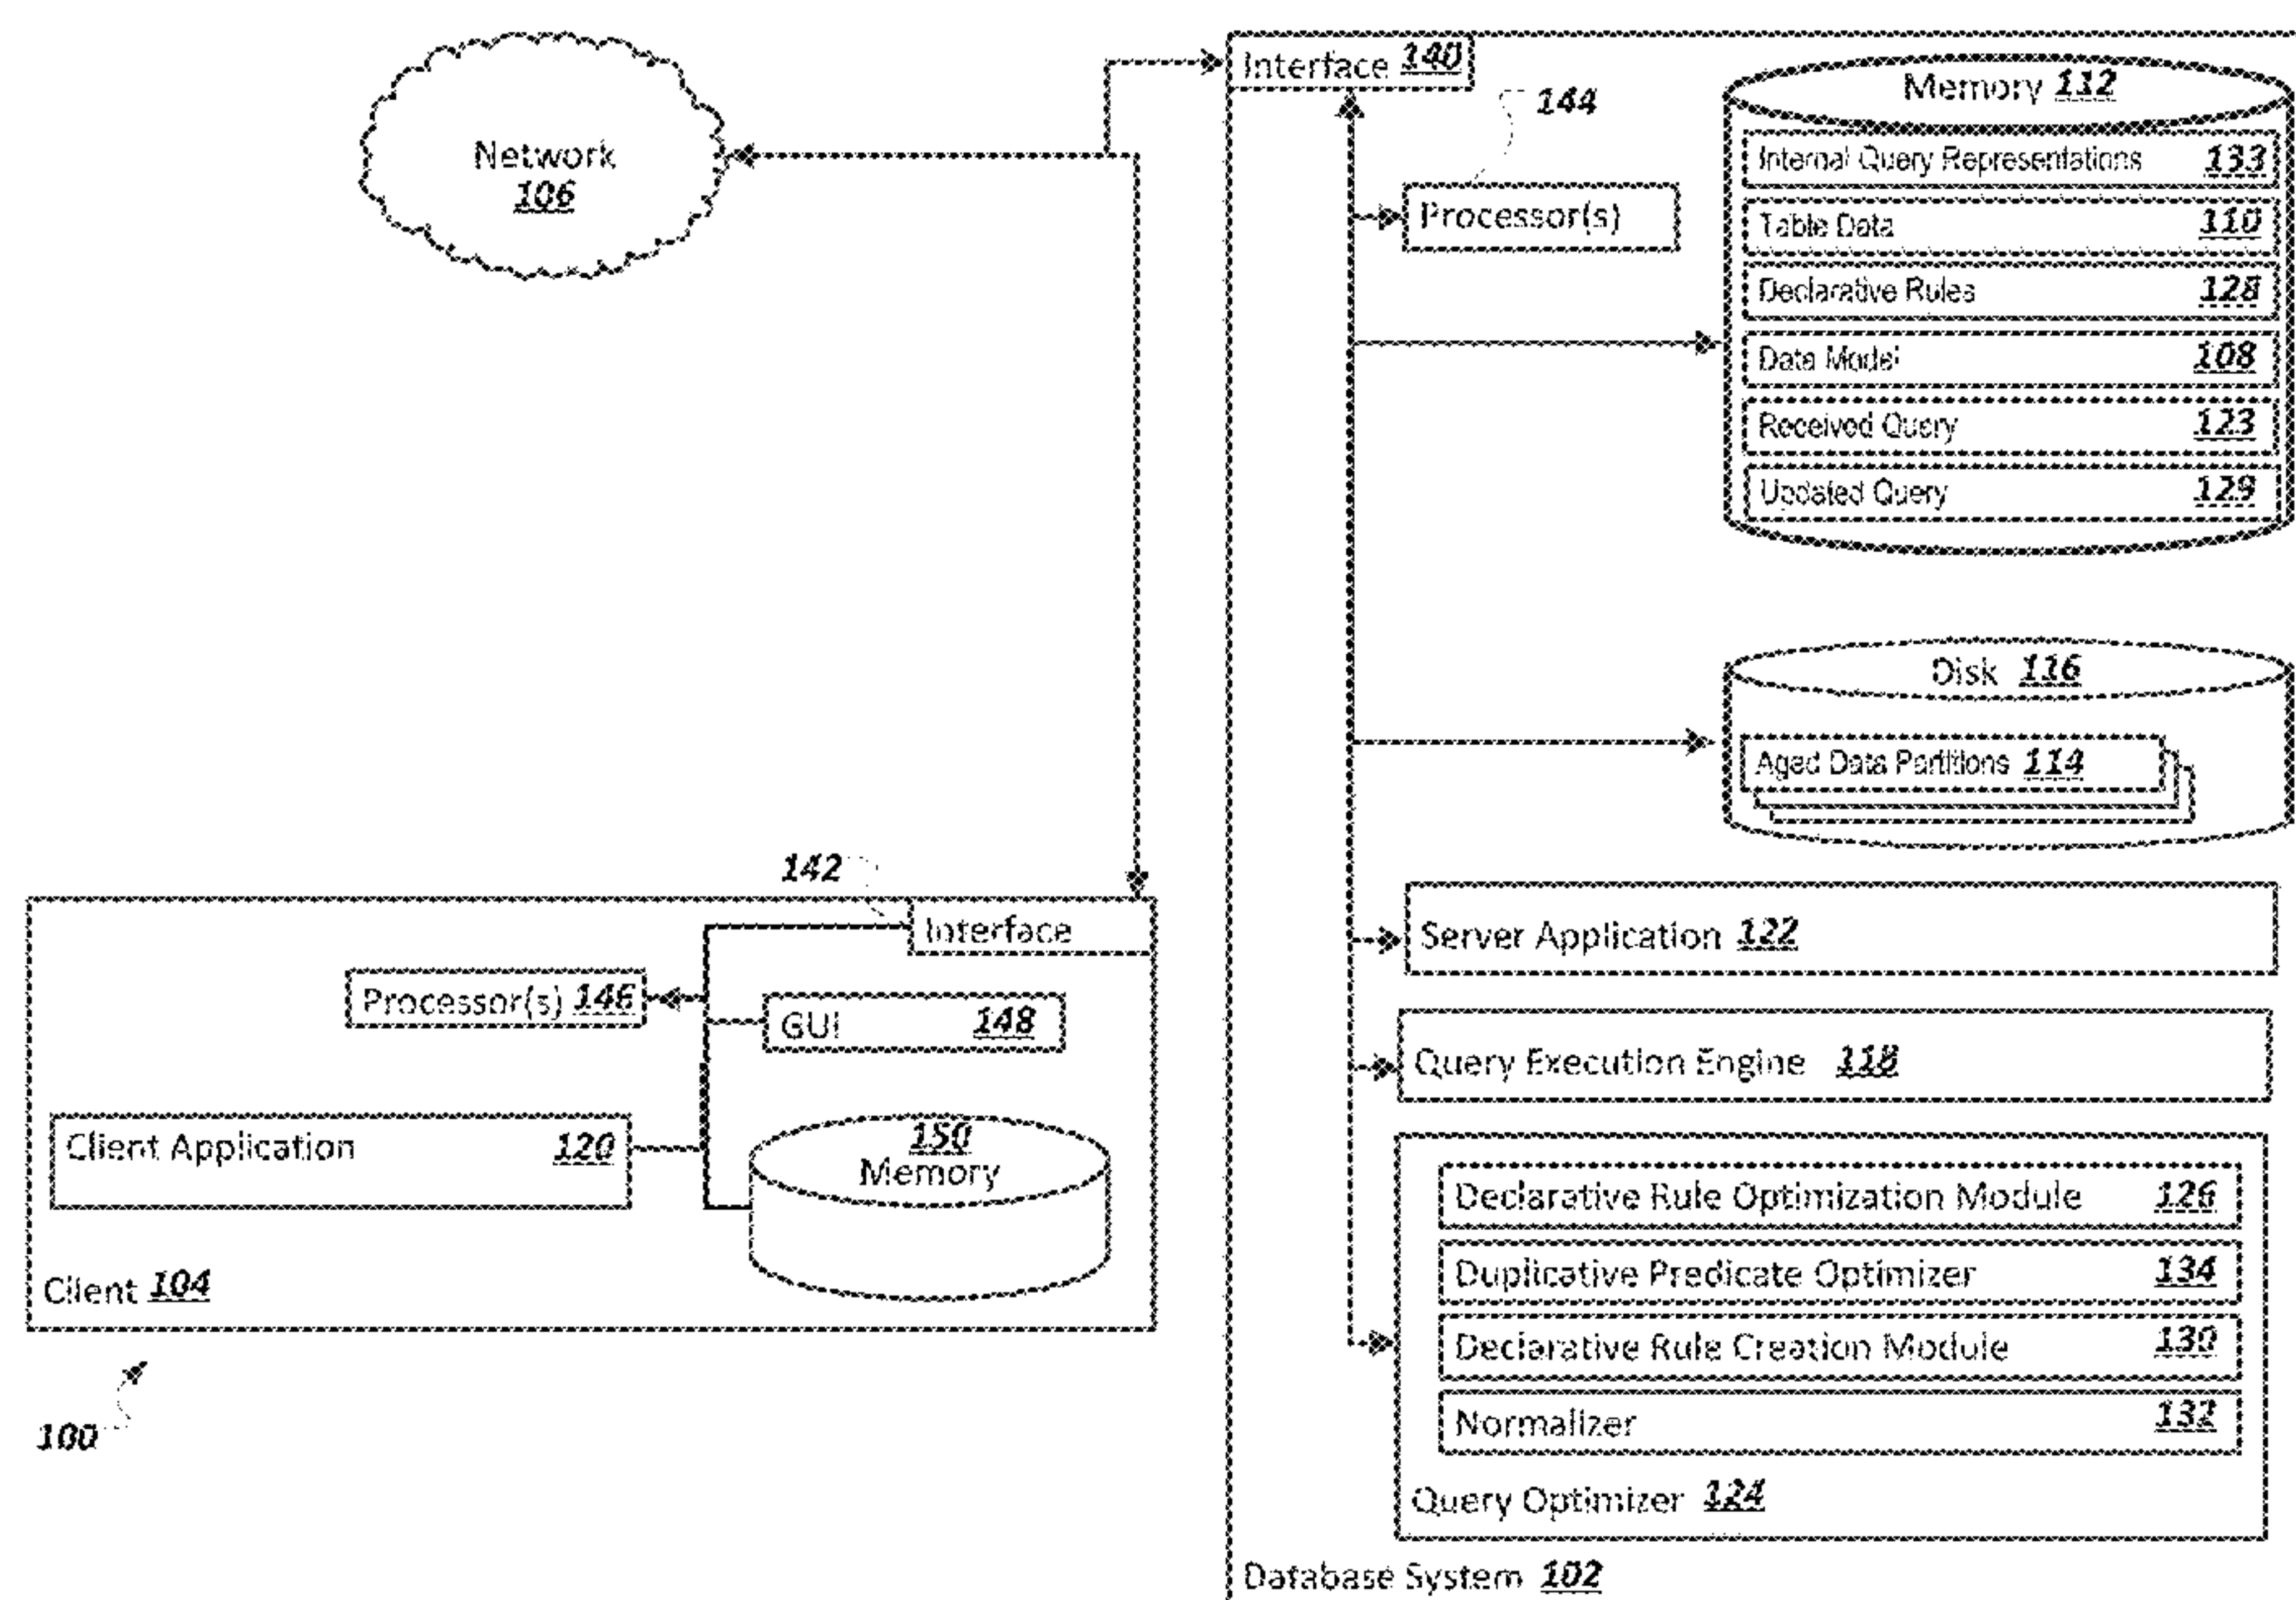 Network
106
Interface 140
144
Processor(s)
Memory 112
Internal Query Representations 133
Table Data 110
Declarative Rules 128
Data Model 108
Received Query 123
Updated Query 129
Disk 116
Aged Data Partitions 114
142
Interface
Processor(s) 146
GUI 148
Client Application 120
150
Memory
Client 104
100
Server Application 122
Query Execution Engine 118
Declarative Rule Optimization Module 126
Duplicative Predicate Optimizer 134
Declarative Rule Creation Module 130
Normalizer 132
Query Optimizer 124
Database System 102